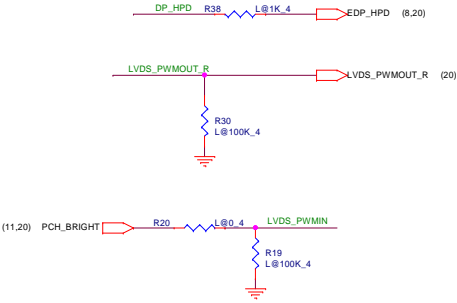 DP_HPD R38 L@1K_4 EDP_HPD (8,20)
LVDS_PWMOUT_R LVDS_PWMOUT_R (20)
R30
L@100K_4
(11,20) PCH_BRIGHT R20 L@0_4 LVDS_PWMIN
R19
L@100K_4